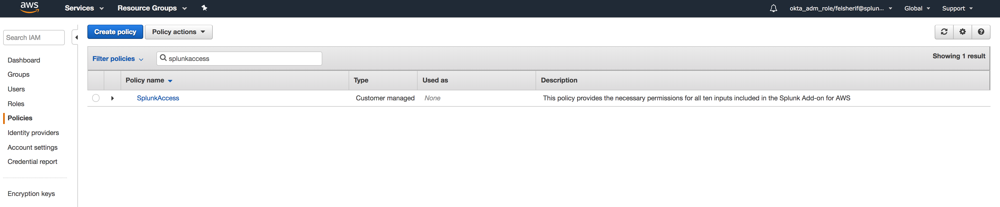 aws Services Resource Groups okta_adm_role/felsherif@splun... Global Support
Search IAM
Dashboard
Groups
Users
Roles
Policies
Identity providers
Account settings
Credential report
Encryption keys
Create policy Policy actions
Filter policies splunkaccess Showing 1 result
Policy name Type Used as Description
SplunkAccess Customer managed None This policy provides the necessary permissions for all ten inputs included in the Splunk Add-on for AWS